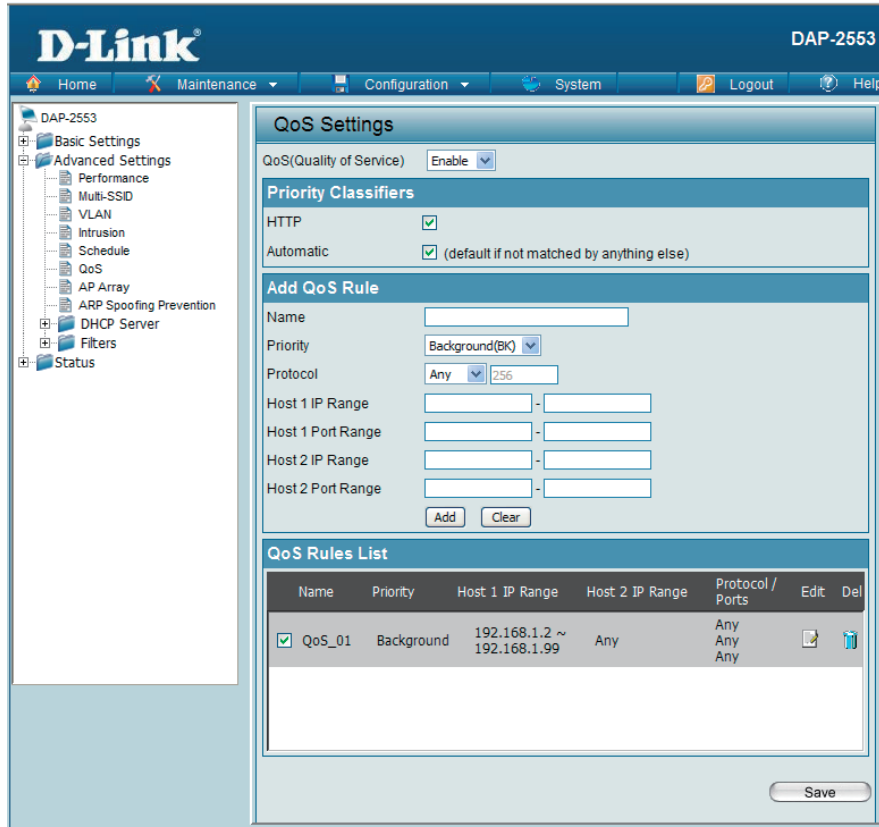 D-Link®
DAP-2553
Home Maintenance Configuration System Logout Help
DAP-2553
Basic Settings
Advanced Settings
Performance
Multi-SSID
VLAN
Intrusion
Schedule
QoS
AP Array
ARP Spoofing Prevention
DHCP Server
Filters
Status
QoS Settings
QoS(Quality of Service) Enable
Priority Classifiers
HTTP
Automatic (default if not matched by anything else)
Add QoS Rule
Name
Priority Background(BK)
Protocol Any 256
Host 1 IP Range -
Host 1 Port Range -
Host 2 IP Range -
Host 2 Port Range -
Add Clear
QoS Rules List
Name Priority Host 1 IP Range Host 2 IP Range Protocol / Ports Edit Del
QoS_01 Background 192.168.1.2 ~ 192.168.1.99 Any Any Any Any
Save